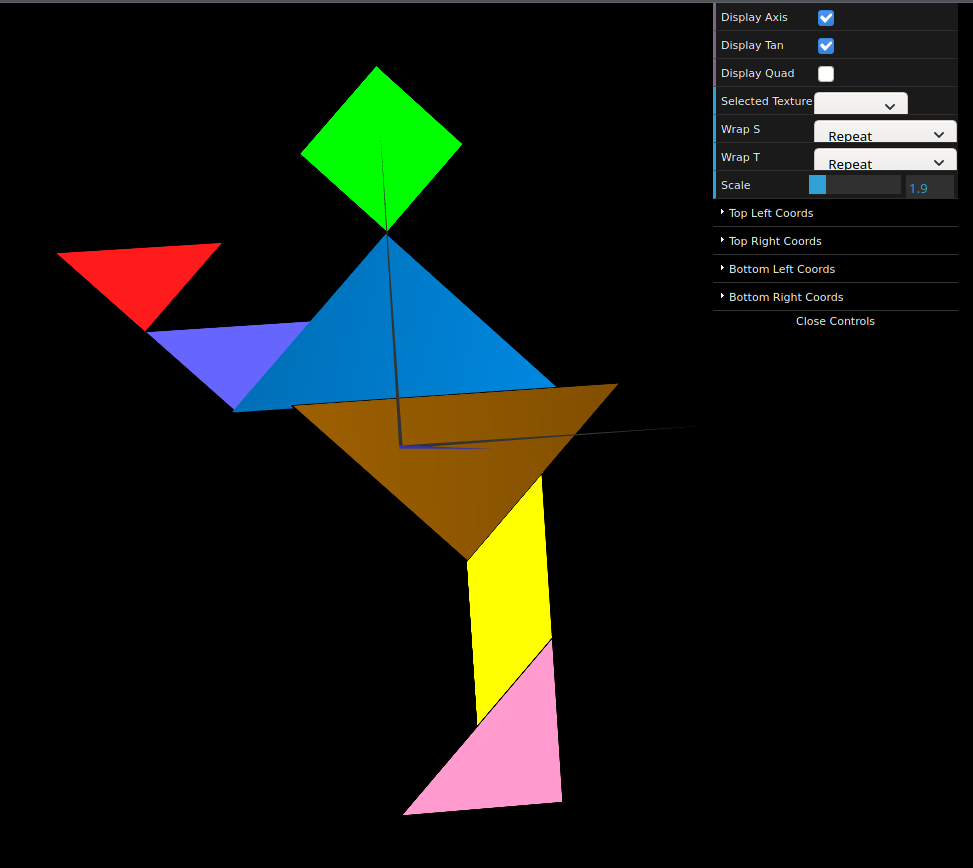 Display Axis
Display Tan
Display Quad
Selected Texture
Wrap S Repeat
Wrap T Repeat
Scale 1.9
Top Left Coords
Top Right Coords
Bottom Left Coords
Bottom Right Coords
Close Controls